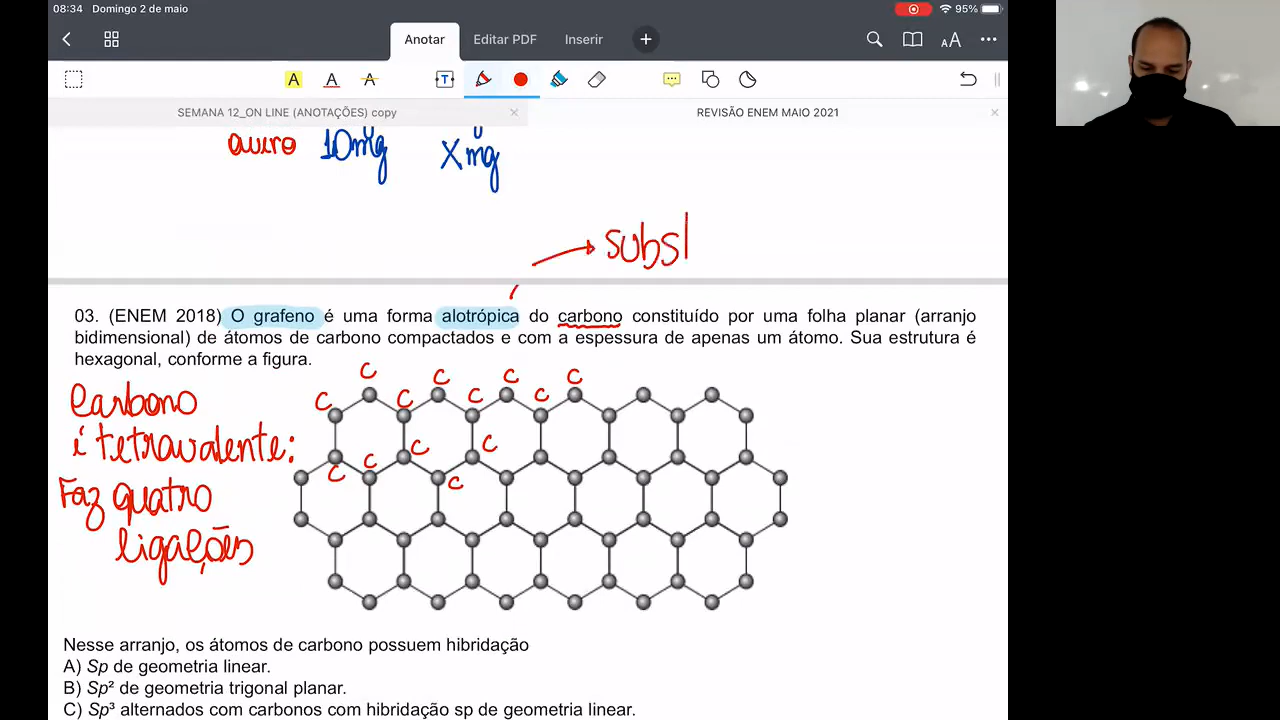 08:34 Domingo 2 de maio
95%
Anotar Editar PDF Inserir +
AA
A A A T
SEMANA 12_ON LINE (ANOTAÇÕES) copy × REVISÃO ENEM MAIO 2021 ×
ouro 10mg X mg
subs
03. (ENEM 2018) O grafeno é uma forma alotrópica do carbono constituído por uma folha planar (arranjo
bidimensional) de átomos de carbono compactados e com a espessura de apenas um átomo. Sua estrutura é
hexagonal, conforme a figura.
C C C C
C C C C
Carbono
é tetravalente:
C C
C C C
Faz quatro
ligações
Nesse arranjo, os átomos de carbono possuem hibridação
A) Sp de geometria linear.
B) Sp² de geometria trigonal planar.
C) Sp³ alternados com carbonos com hibridação sp de geometria linear.